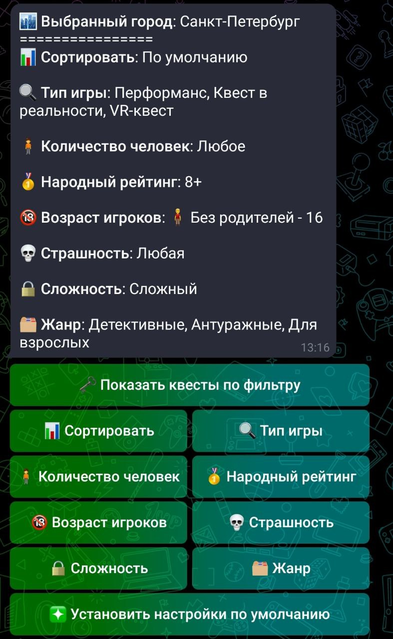 🏙 Выбранный город: Санкт-Петербург
================
📊 Сортировать: По умолчанию
🔍 Тип игры: Перформанс, Квест в
реальности, VR-квест
🧍 Количество человек: Любое
🏅 Народный рейтинг: 8+
🔞 Возраст игроков: 🧍 Без родителей - 16
💀 Страшность: Любая
🔒 Сложность: Сложный
🗂 Жанр: Детективные, Антуражные, Для
взрослых
13:16
🗝 Показать квесты по фильтру
📊 Сортировать
🔍 Тип игры
🧍 Количество человек
🏅 Народный рейтинг
🔞 Возраст игроков
💀 Страшность
🔒 Сложность
🗂 Жанр
❇️ Установить настройки по умолчанию